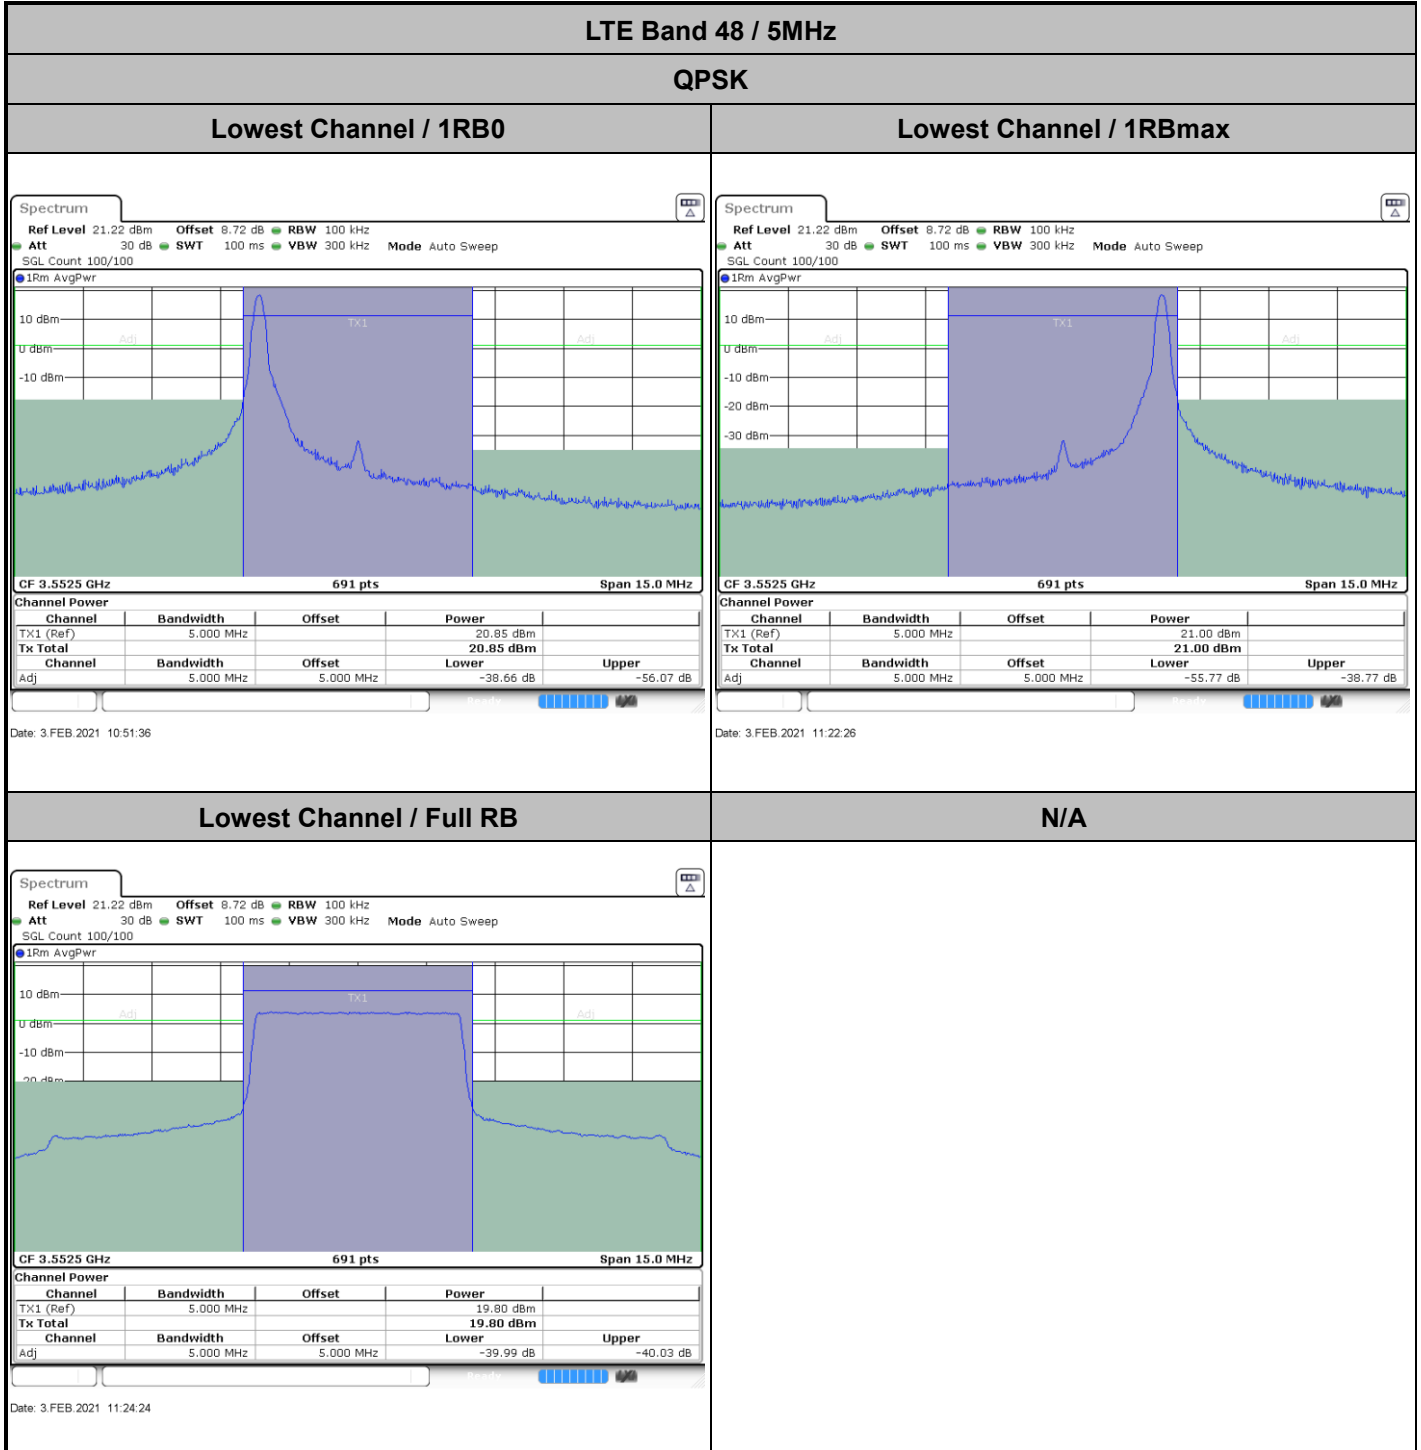 LTE Band 48 / 5MHz
QPSK
Lowest Channel / 1RB0
Lowest Channel / 1RBmax
Spectrum
Ref Level 21.22 dBm Offset 8.72 dB RBW 100 kHz
Att 30 dB SWT 100 ms VBW 300 kHz Mode Auto Sweep
SGL Count 100/100
1Rm AvgPwr
10 dBm
0 dBm
-10 dBm
Adj
TX1
Adj
CF 3.5525 GHz 691 pts Span 15.0 MHz
Channel Power
Channel Bandwidth Offset Power
TX1 (Ref) 5.000 MHz 20.85 dBm
Tx Total 20.85 dBm
Channel Bandwidth Offset Lower Upper
Adj 5.000 MHz 5.000 MHz -38.66 dB -56.07 dB
Ready
Date: 3.FEB.2021 10:51:36
Spectrum
Ref Level 21.22 dBm Offset 8.72 dB RBW 100 kHz
Att 30 dB SWT 100 ms VBW 300 kHz Mode Auto Sweep
SGL Count 100/100
1Rm AvgPwr
10 dBm
0 dBm
-10 dBm
-20 dBm
-30 dBm
Adj
TX1
Adj
CF 3.5525 GHz 691 pts Span 15.0 MHz
Channel Power
Channel Bandwidth Offset Power
TX1 (Ref) 5.000 MHz 21.00 dBm
Tx Total 21.00 dBm
Channel Bandwidth Offset Lower Upper
Adj 5.000 MHz 5.000 MHz -55.77 dB -38.77 dB
Ready
Date: 3.FEB.2021 11:22:26
Lowest Channel / Full RB
N/A
Spectrum
Ref Level 21.22 dBm Offset 8.72 dB RBW 100 kHz
Att 30 dB SWT 100 ms VBW 300 kHz Mode Auto Sweep
SGL Count 100/100
1Rm AvgPwr
10 dBm
0 dBm
-10 dBm
-20 dBm
Adj
TX1
Adj
CF 3.5525 GHz 691 pts Span 15.0 MHz
Channel Power
Channel Bandwidth Offset Power
TX1 (Ref) 5.000 MHz 19.80 dBm
Tx Total 19.80 dBm
Channel Bandwidth Offset Lower Upper
Adj 5.000 MHz 5.000 MHz -39.99 dB -40.03 dB
Ready
Date: 3.FEB.2021 11:24:24